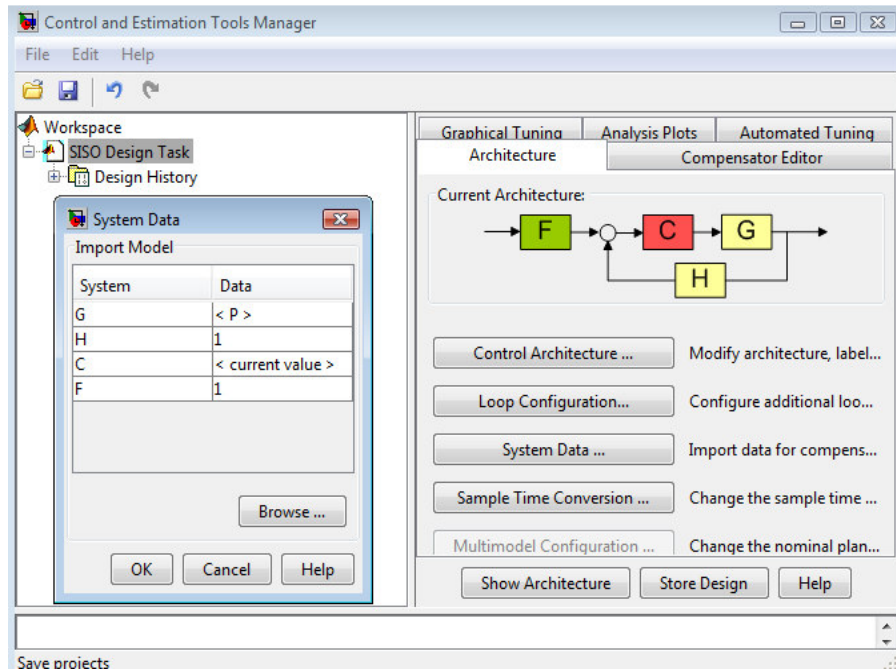 Control and Estimation Tools Manager
File Edit Help
Workspace
SISO Design Task
Design History
System Data
Import Model
System Data
G < P >
H 1
C < current value >
F 1
Browse ...
OK Cancel Help
Graphical Tuning Analysis Plots Automated Tuning
Architecture Compensator Editor
Current Architecture:
F C G
H
Control Architecture ... Modify architecture, label...
Loop Configuration... Configure additional loo...
System Data ... Import data for compens...
Sample Time Conversion ... Change the sample time ...
Multimodel Configuration ... Change the nominal plan...
Show Architecture Store Design Help
Save projects